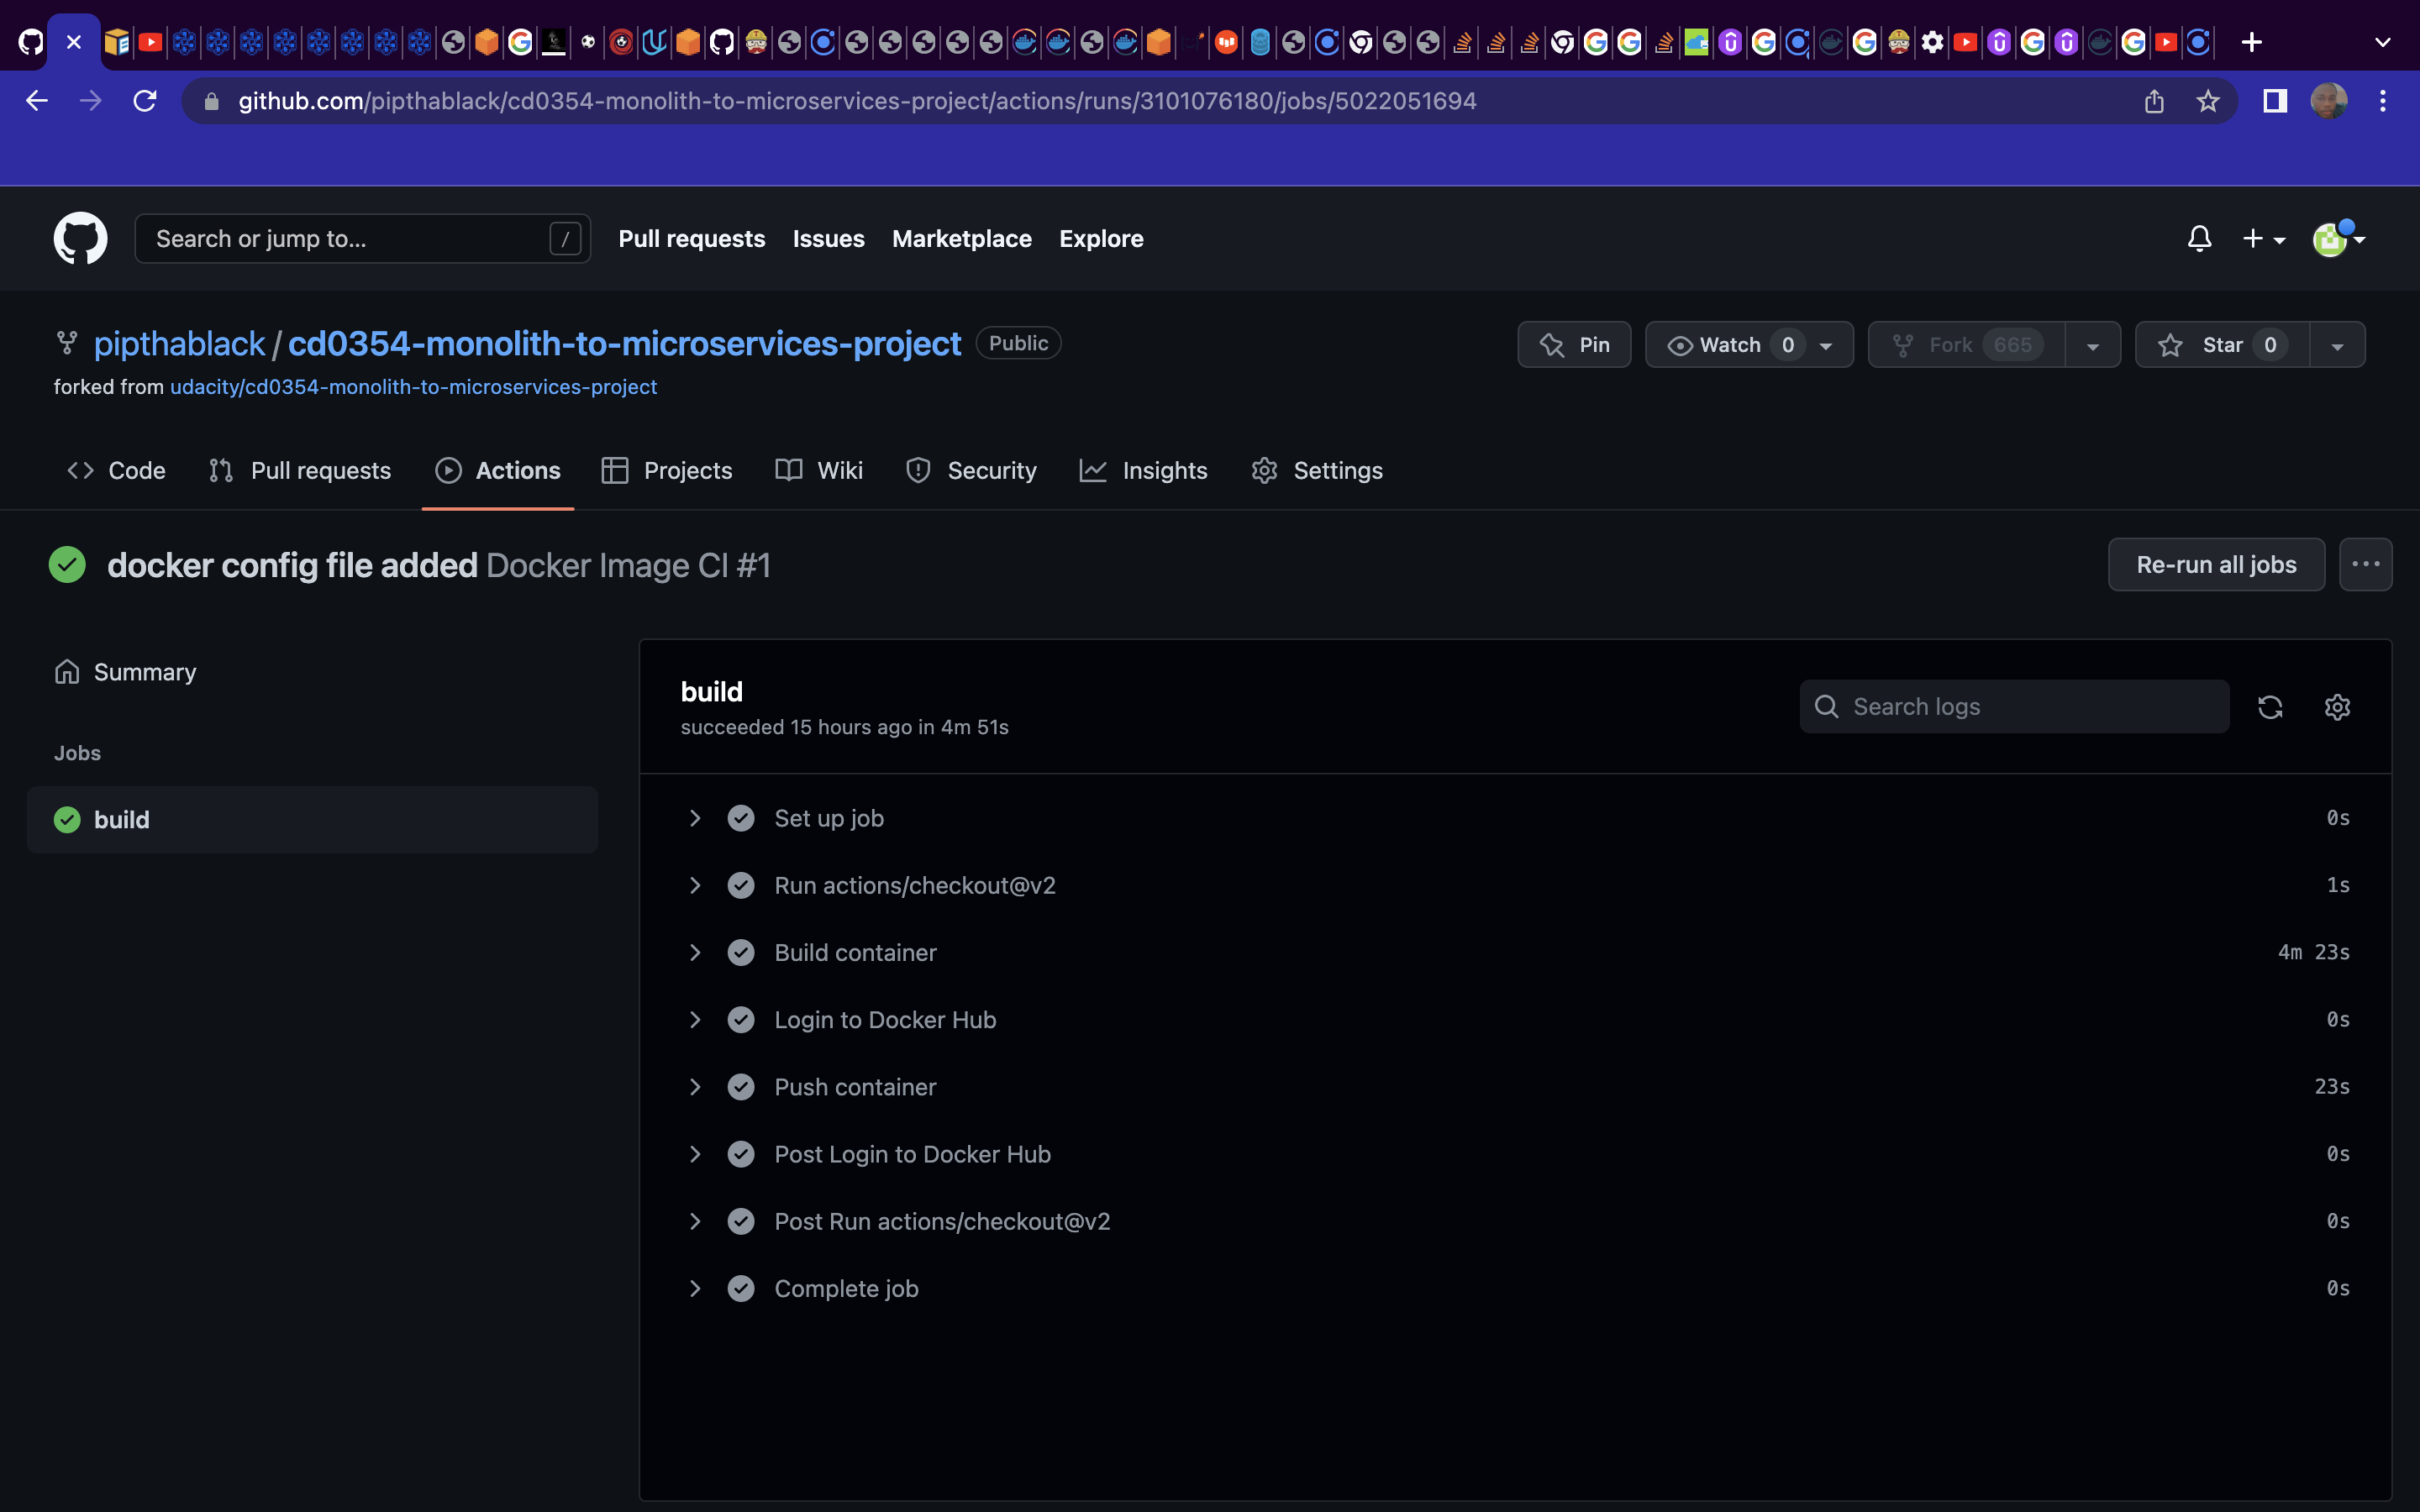 github.com/pipthablack/cd0354-monolith-to-microservices-project/actions/runs/3101076180/jobs/5022051694
Search or jump to... /
Pull requests Issues Marketplace Explore
pipthablack / cd0354-monolith-to-microservices-project Public
Pin Watch 0 Fork 665 Star 0
forked from udacity/cd0354-monolith-to-microservices-project
Code Pull requests Actions Projects Wiki Security Insights Settings
docker config file added Docker Image CI #1
Re-run all jobs
Summary
Jobs
build
build
succeeded 15 hours ago in 4m 51s
Search logs
Set up job 0s
Run actions/checkout@v2 1s
Build container 4m 23s
Login to Docker Hub 0s
Push container 23s
Post Login to Docker Hub 0s
Post Run actions/checkout@v2 0s
Complete job 0s